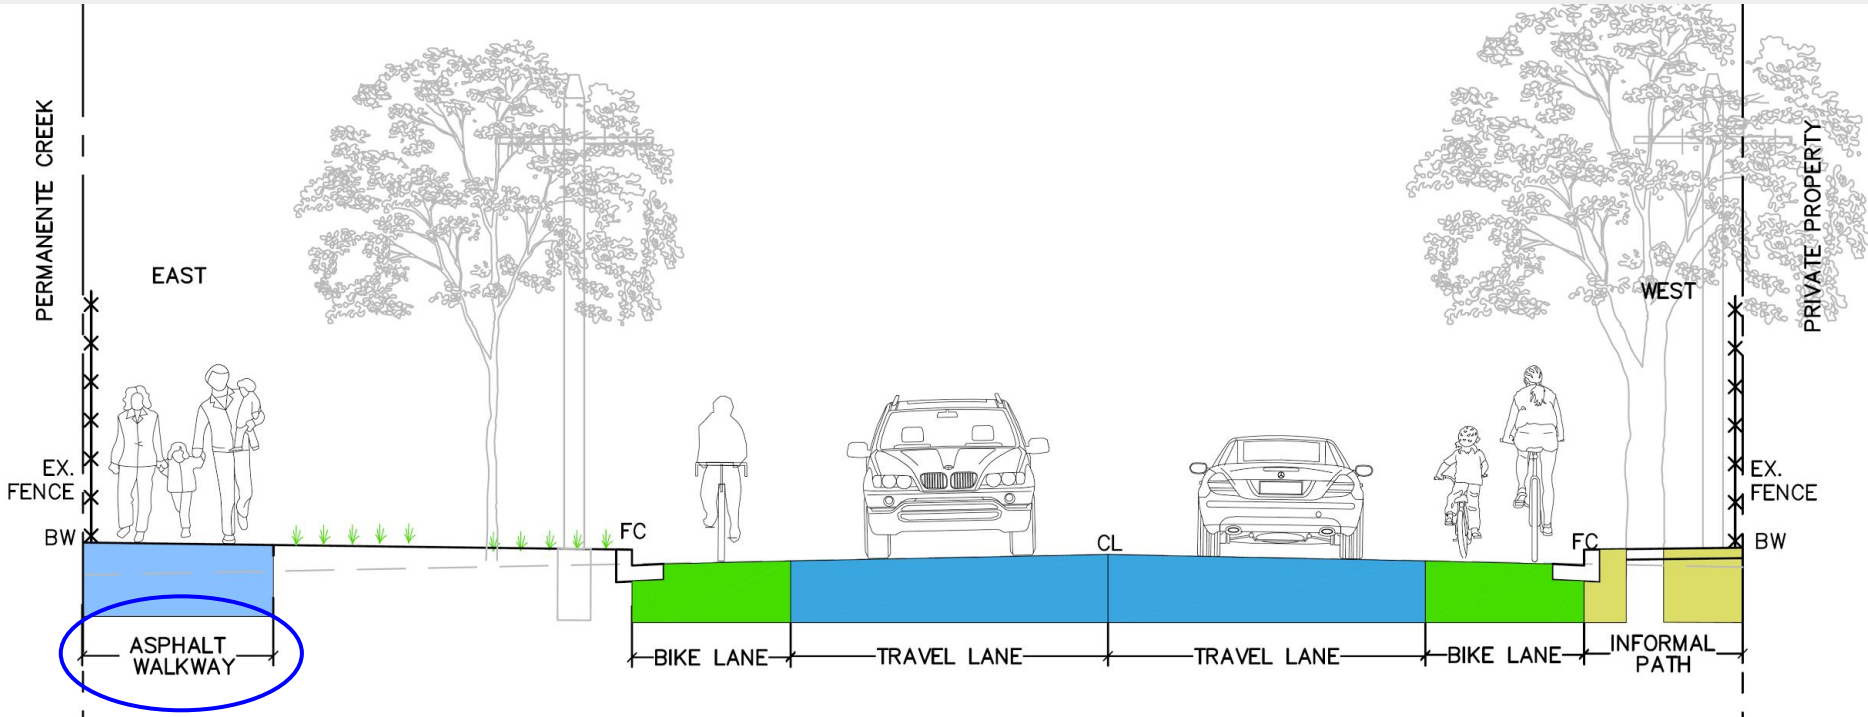 PERMANENTE CREEK
EAST
EX.
FENCE
BW
FC
CL
FC
WEST
PRIVATE PROPERTY
EX.
FENCE
BW
ASPHALT
WALKWAY
BIKE LANE
TRAVEL LANE
TRAVEL LANE
BIKE LANE
INFORMAL
PATH